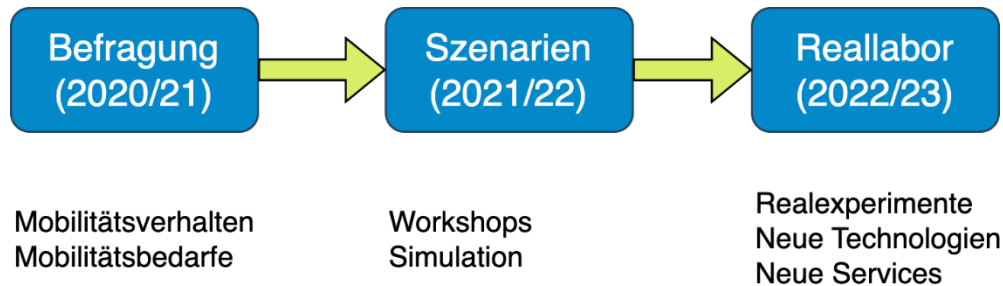 Befragung
(2020/21)
Szenarien
(2021/22)
Reallabor
(2022/23)
Mobilitätsverhalten
Mobilitätsbedarfe
Workshops
Simulation
Realexperimente
Neue Technologien
Neue Services